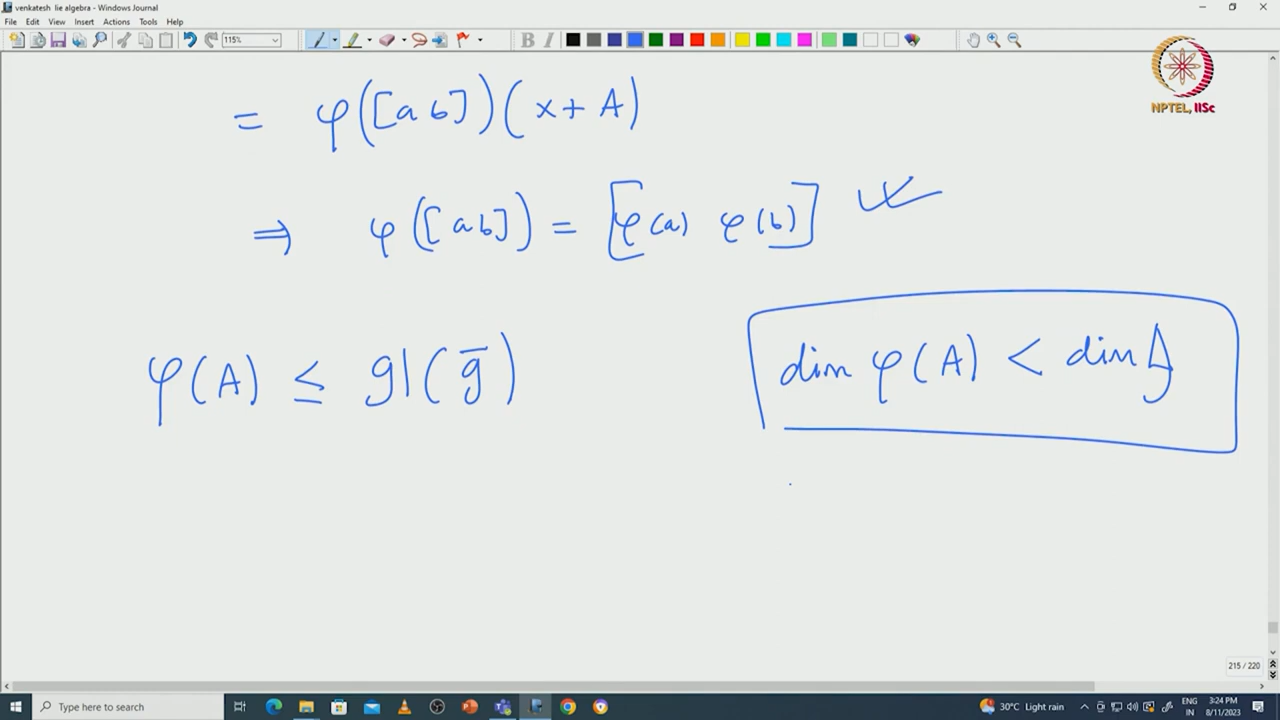 venkatesh lie algebra - Windows Journal
File Edit View Insert Actions Tools Help
115%
NPTEL, IISc
= φ([a b])(x + A)
⇒ φ([a b]) = [φ(a) φ(b)]
φ(A) ≤ gl(g̅)
dim φ(A) < dim g
215 / 220
Type here to search
30°C Light rain
ENG
IN
3:24 PM
8/11/2023